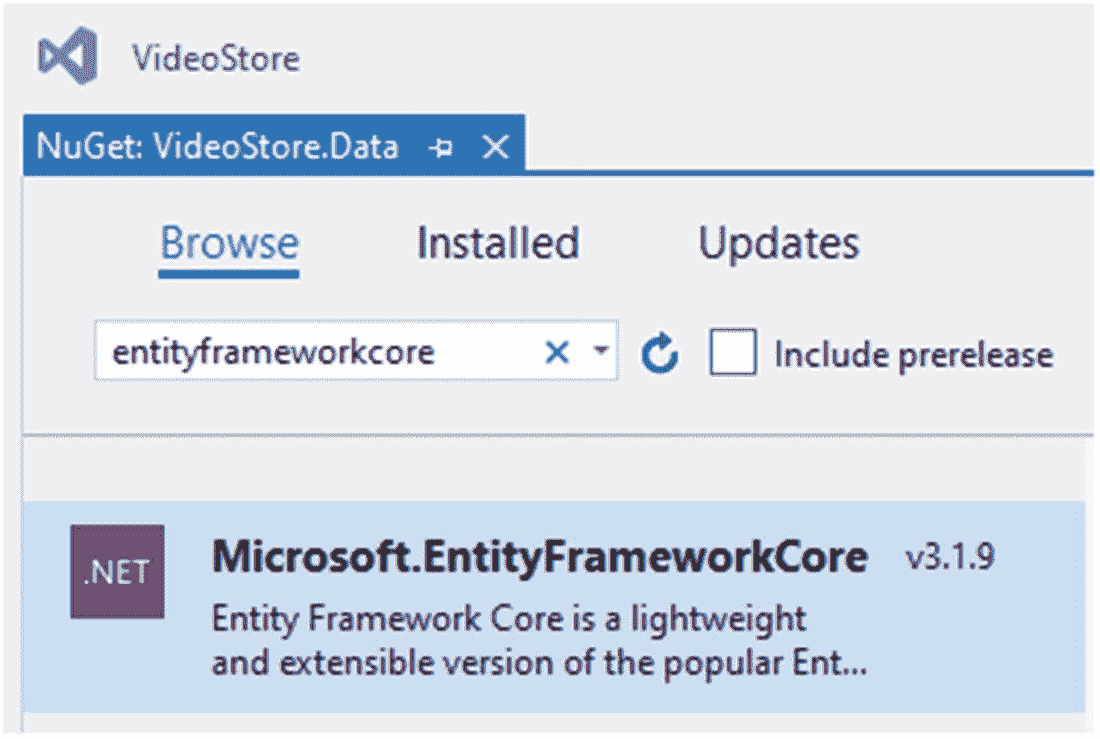 VideoStore
NuGet: VideoStore.Data
Browse Installed Updates
entityframeworkcore Include prerelease
.NET Microsoft.EntityFrameworkCore v3.1.9
Entity Framework Core is a lightweight
and extensible version of the popular Ent...